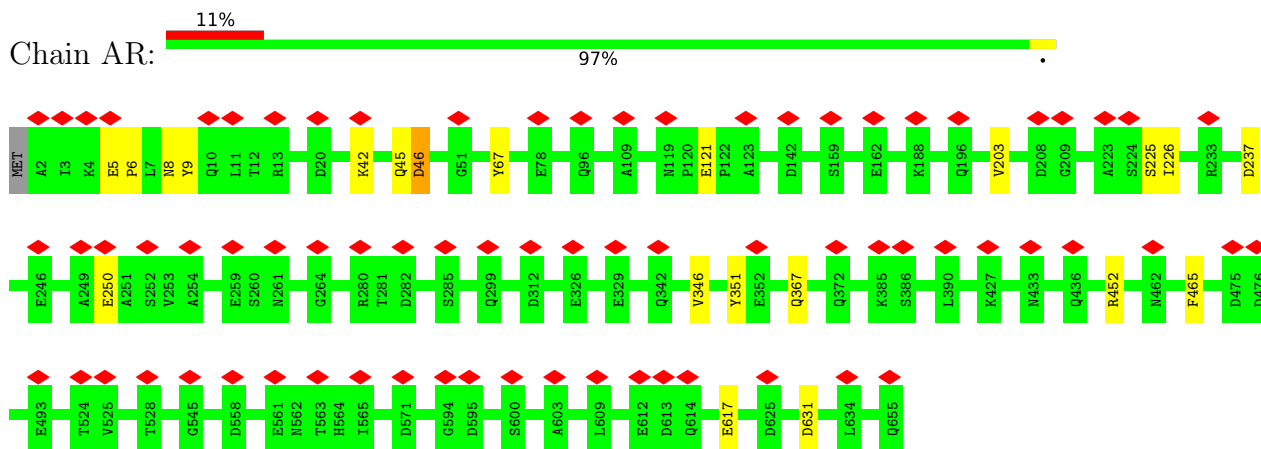 11%
Chain AR:
97%
•
MET A2 I3 K4 E5 P6 L7 N8 Y9 Q10 L11 T12 R13 D20 K42 Q45 D46 G51 Y67 E78 Q96 A109 N119 P120 E121 P122 A123 D142 S159 E162 K188 Q196 V203 D208 G209 A223 S224 S225 I226 R233 D237
E246 A249 E250 A251 S252 V253 A254 E259 S260 N261 G264 R280 T281 D282 S285 Q299 D312 E326 E329 Q342 V346 Y351 E352 Q367 Q372 K385 S386 L390 K427 N433 Q436 R452 N462 F465 D475
E493 T524 V525 T528 G545 D558 E561 N562 T563 H564 I565 D571 G594 D595 S600 A603 L609 E612 D613 Q614 E617 D625 D631 L634 Q655